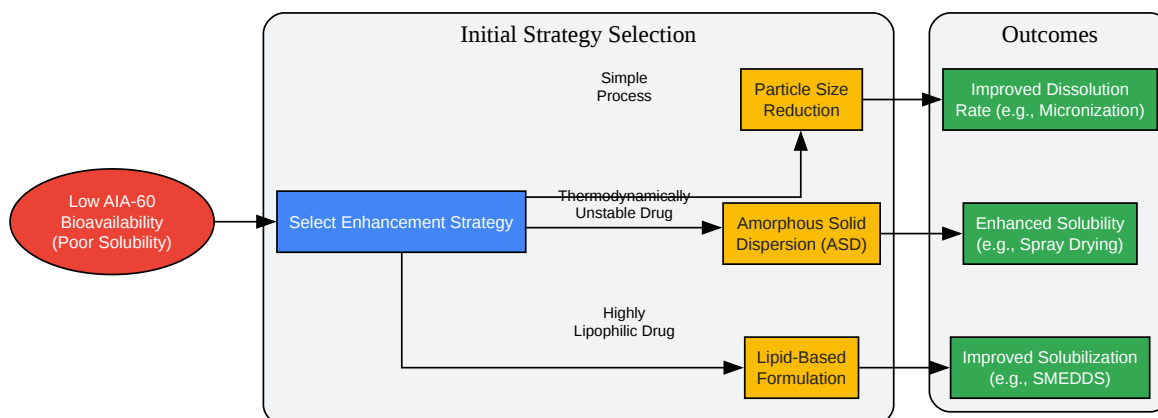 Initial Strategy Selection
Outcomes
Simple
Process
Particle Size
Reduction
Improved Dissolution
Rate (e.g., Micronization)
Low AIA-60
Bioavailability
(Poor Solubility)
Select Enhancement Strategy
Thermodynamically
Unstable Drug
Amorphous Solid
Dispersion (ASD)
Enhanced Solubility
(e.g., Spray Drying)
Highly
Lipophilic Drug
Lipid-Based
Formulation
Improved Solubilization
(e.g., SMEDDS)